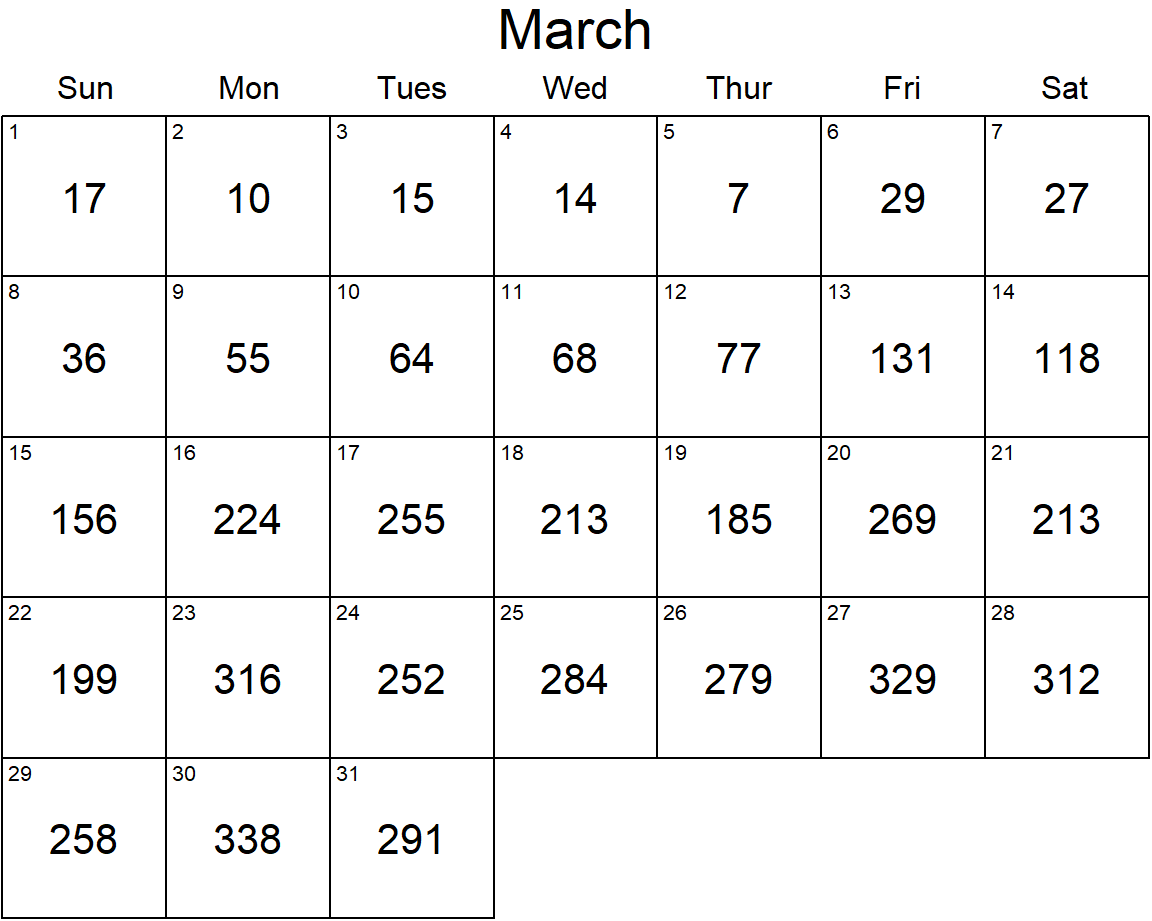 March
Sun Mon Tues Wed Thur Fri Sat
1 2 3 4 5 6 7
17 10 15 14 7 29 27
8 9 10 11 12 13 14
36 55 64 68 77 131 118
15 16 17 18 19 20 21
156 224 255 213 185 269 213
22 23 24 25 26 27 28
199 316 252 284 279 329 312
29 30 31
258 338 291